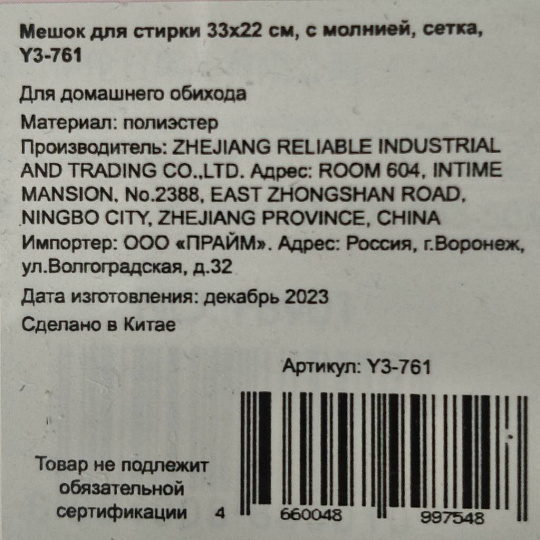 Мешок для стирки 33х22 см, с молнией, сетка,
Y3-761
Для домашнего обихода
Материал: полиэстер
Производитель: ZHEJIANG RELIABLE INDUSTRIAL
AND TRADING CO.,LTD. Адрес: ROOM 604, INTIME
MANSION, No.2388, EAST ZHONGSHAN ROAD,
NINGBO CITY, ZHEJIANG PROVINCE, CHINA
Импортер: ООО «ПРАЙМ». Адрес: Россия, г.Воронеж,
ул.Волгоградская, д.32
Дата изготовления: декабрь 2023
Сделано в Китае
Артикул: Y3-761
Товар не подлежит
обязательной
сертификации
4 660048 997548